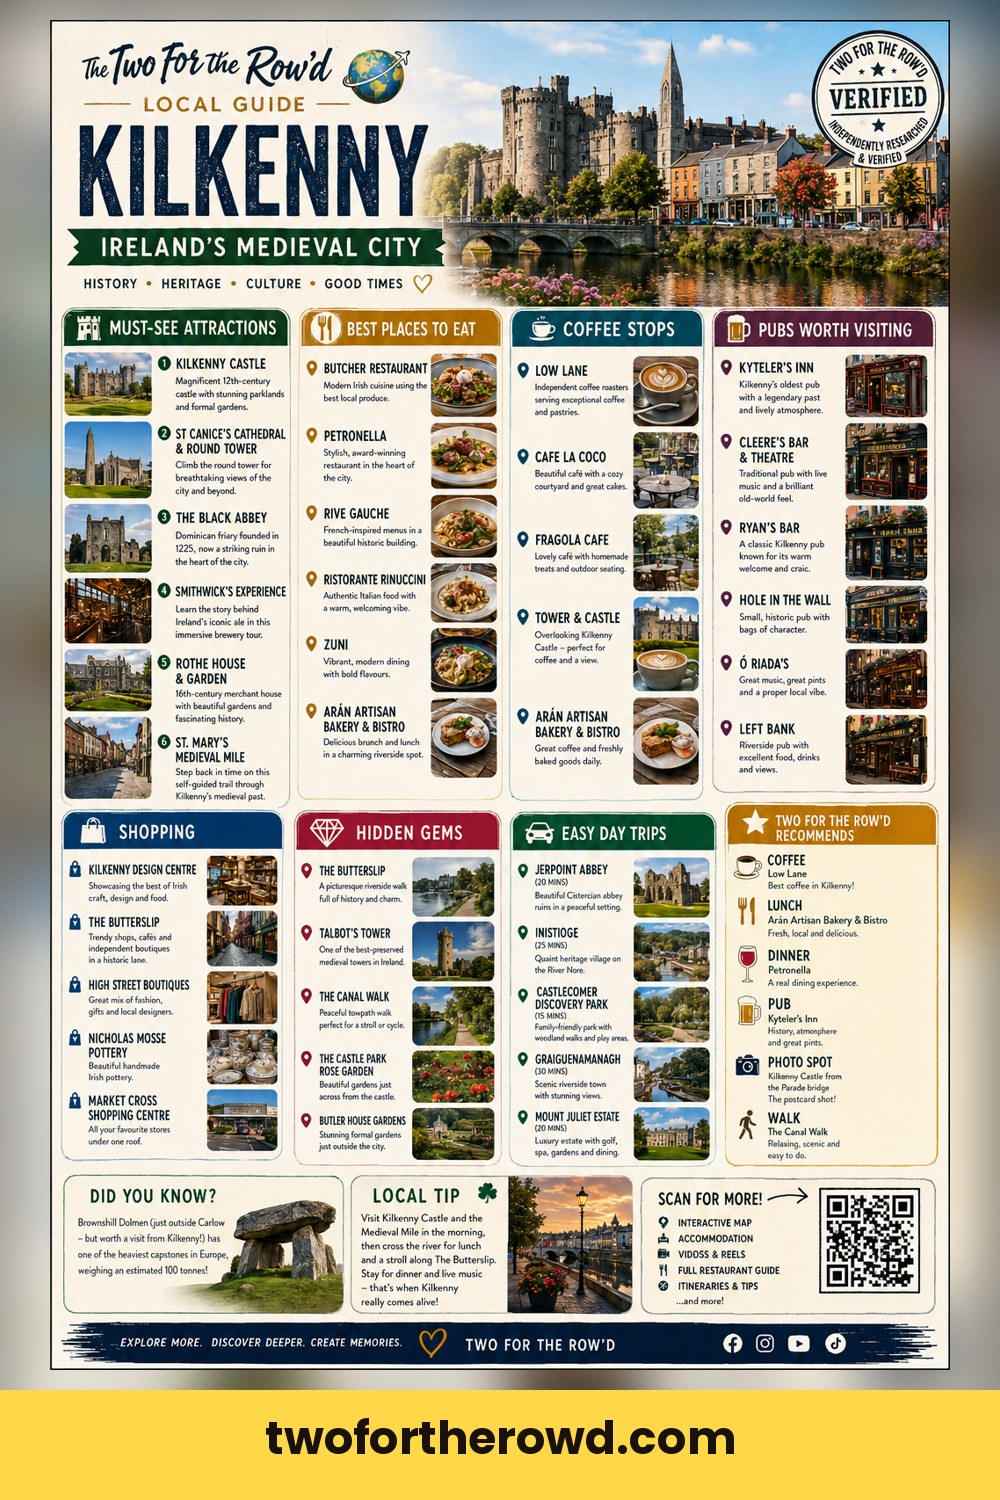 The Two For the Row'd
LOCAL GUIDE
KILKENNY
IRELAND'S MEDIEVAL CITY
HISTORY • HERITAGE • CULTURE • GOOD TIMES
TWO FOR THE ROW'D
VERIFIED
INDEPENDENTLY RESEARCHED
& VERIFIED
MUST-SEE ATTRACTIONS
1 KILKENNY CASTLE
Magnificent 12th-century
castle with stunning parklands
and formal gardens.
2 ST CANICE'S CATHEDRAL
& ROUND TOWER
Climb the round tower for
breathtaking views of the
city and beyond.
3 THE BLACK ABBEY
Dominican friary founded in
1225, now a striking ruin in
the heart of the city.
4 SMITHWICK'S EXPERIENCE
Learn the story behind
Ireland's iconic ale in this
immersive brewery tour.
5 ROTHE HOUSE
& GARDEN
16th-century merchant house
with beautiful gardens and
fascinating history.
6 ST. MARY'S
MEDIEVAL MILE
Step back in time on this
self-guided trail through
Kilkenny's medieval past.
BEST PLACES TO EAT
BUTCHER RESTAURANT
Modern Irish cuisine using the
best local produce.
PETRONELLA
Stylish, award-winning
restaurant in the heart of
the city.
RIVE GAUCHE
French-inspired menus in a
beautiful historic building.
RISTORANTE RINUCCINI
Authentic Italian food with
a warm, welcoming vibe.
ZUNI
Vibrant, modern dining
with bold flavours.
ARÁN ARTISAN
BAKERY & BISTRO
Delicious brunch and lunch
in a charming riverside spot.
COFFEE STOPS
LOW LANE
Independent coffee roasters
serving exceptional coffee
and pastries.
CAFE LA COCO
Beautiful café with a cozy
courtyard and great cakes.
FRAGOLA CAFE
Lovely café with homemade
treats and outdoor seating.
TOWER & CASTLE
Overlooking Kilkenny
Castle – perfect for
coffee and a view.
ARÁN ARTISAN
BAKERY & BISTRO
Great coffee and freshly
baked goods daily.
PUBS WORTH VISITING
KYTELER'S INN
Kilkenny's oldest pub
with a legendary past
and lively atmosphere.
CLEERE'S BAR
& THEATRE
Traditional pub with live
music and a brilliant
old-world feel.
RYAN'S BAR
A classic Kilkenny pub
known for its warm
welcome and craic.
HOLE IN THE WALL
Small, historic pub with
bags of character.
Ó RIADA'S
Great music, great pints
and a proper local vibe.
LEFT BANK
Riverside pub with
excellent food, drinks
and views.
SHOPPING
KILKENNY DESIGN CENTRE
Showcasing the best of Irish
craft, design and food.
THE BUTTERSLIP
Trendy shops, cafés and
independent boutiques
in a historic lane.
HIGH STREET BOUTIQUES
Great mix of fashion,
gifts and local designers.
NICHOLAS MOSSE
POTTERY
Beautiful handmade
Irish pottery.
MARKET CROSS
SHOPPING CENTRE
All your favourite stores
under one roof.
HIDDEN GEMS
THE BUTTERSLIP
A picturesque riverside walk
full of history and charm.
TALBOT'S TOWER
One of the best-preserved
medieval towers in Ireland.
THE CANAL WALK
Peaceful towpath walk
perfect for a stroll or cycle.
THE CASTLE PARK
ROSE GARDEN
Beautiful gardens just
across from the castle.
BUTLER HOUSE GARDENS
Stunning formal gardens
just outside the city.
EASY DAY TRIPS
JERPOINT ABBEY
(20 MINS)
Beautiful Cistercian abbey
ruins in a peaceful setting.
INISTIOGE
(25 MINS)
Quaint heritage village on
the River Nore.
CASTLECOMER
DISCOVERY PARK
(15 MINS)
Family-friendly park with
woodland walks and play areas.
GRAIGUENAMANAGH
(30 MINS)
Scenic riverside town
with stunning views.
MOUNT JULIET ESTATE
(20 MINS)
Luxury estate with golf,
spa, gardens and dining.
TWO FOR THE ROW'D
RECOMMENDS
COFFEE
Low Lane
Best coffee in Kilkenny!
LUNCH
Arán Artisan Bakery & Bistro
Fresh, local and delicious.
DINNER
Petronella
A real dining experience.
PUB
Kyteler's Inn
History, atmosphere
and great pints.
PHOTO SPOT
Kilkenny Castle from
the Parade bridge
The postcard shot!
WALK
The Canal Walk
Relaxing, scenic and
easy to do.
DID YOU KNOW?
Brownshill Dolmen (just outside Carlow
– but worth a visit from Kilkenny!) has
one of the heaviest capstones in Europe,
weighing an estimated 100 tonnes!
LOCAL TIP
Visit Kilkenny Castle and the
Medieval Mile in the morning,
then cross the river for lunch
and a stroll along The Butterslip.
Stay for dinner and live music
– that's when Kilkenny
really comes alive!
SCAN FOR MORE!
INTERACTIVE MAP
ACCOMMODATION
VIDOSS & REELS
FULL RESTAURANT GUIDE
ITINERARIES & TIPS
...and more!
EXPLORE MORE. DISCOVER DEEPER. CREATE MEMORIES.
TWO FOR THE ROW'D
twofortherowd.com